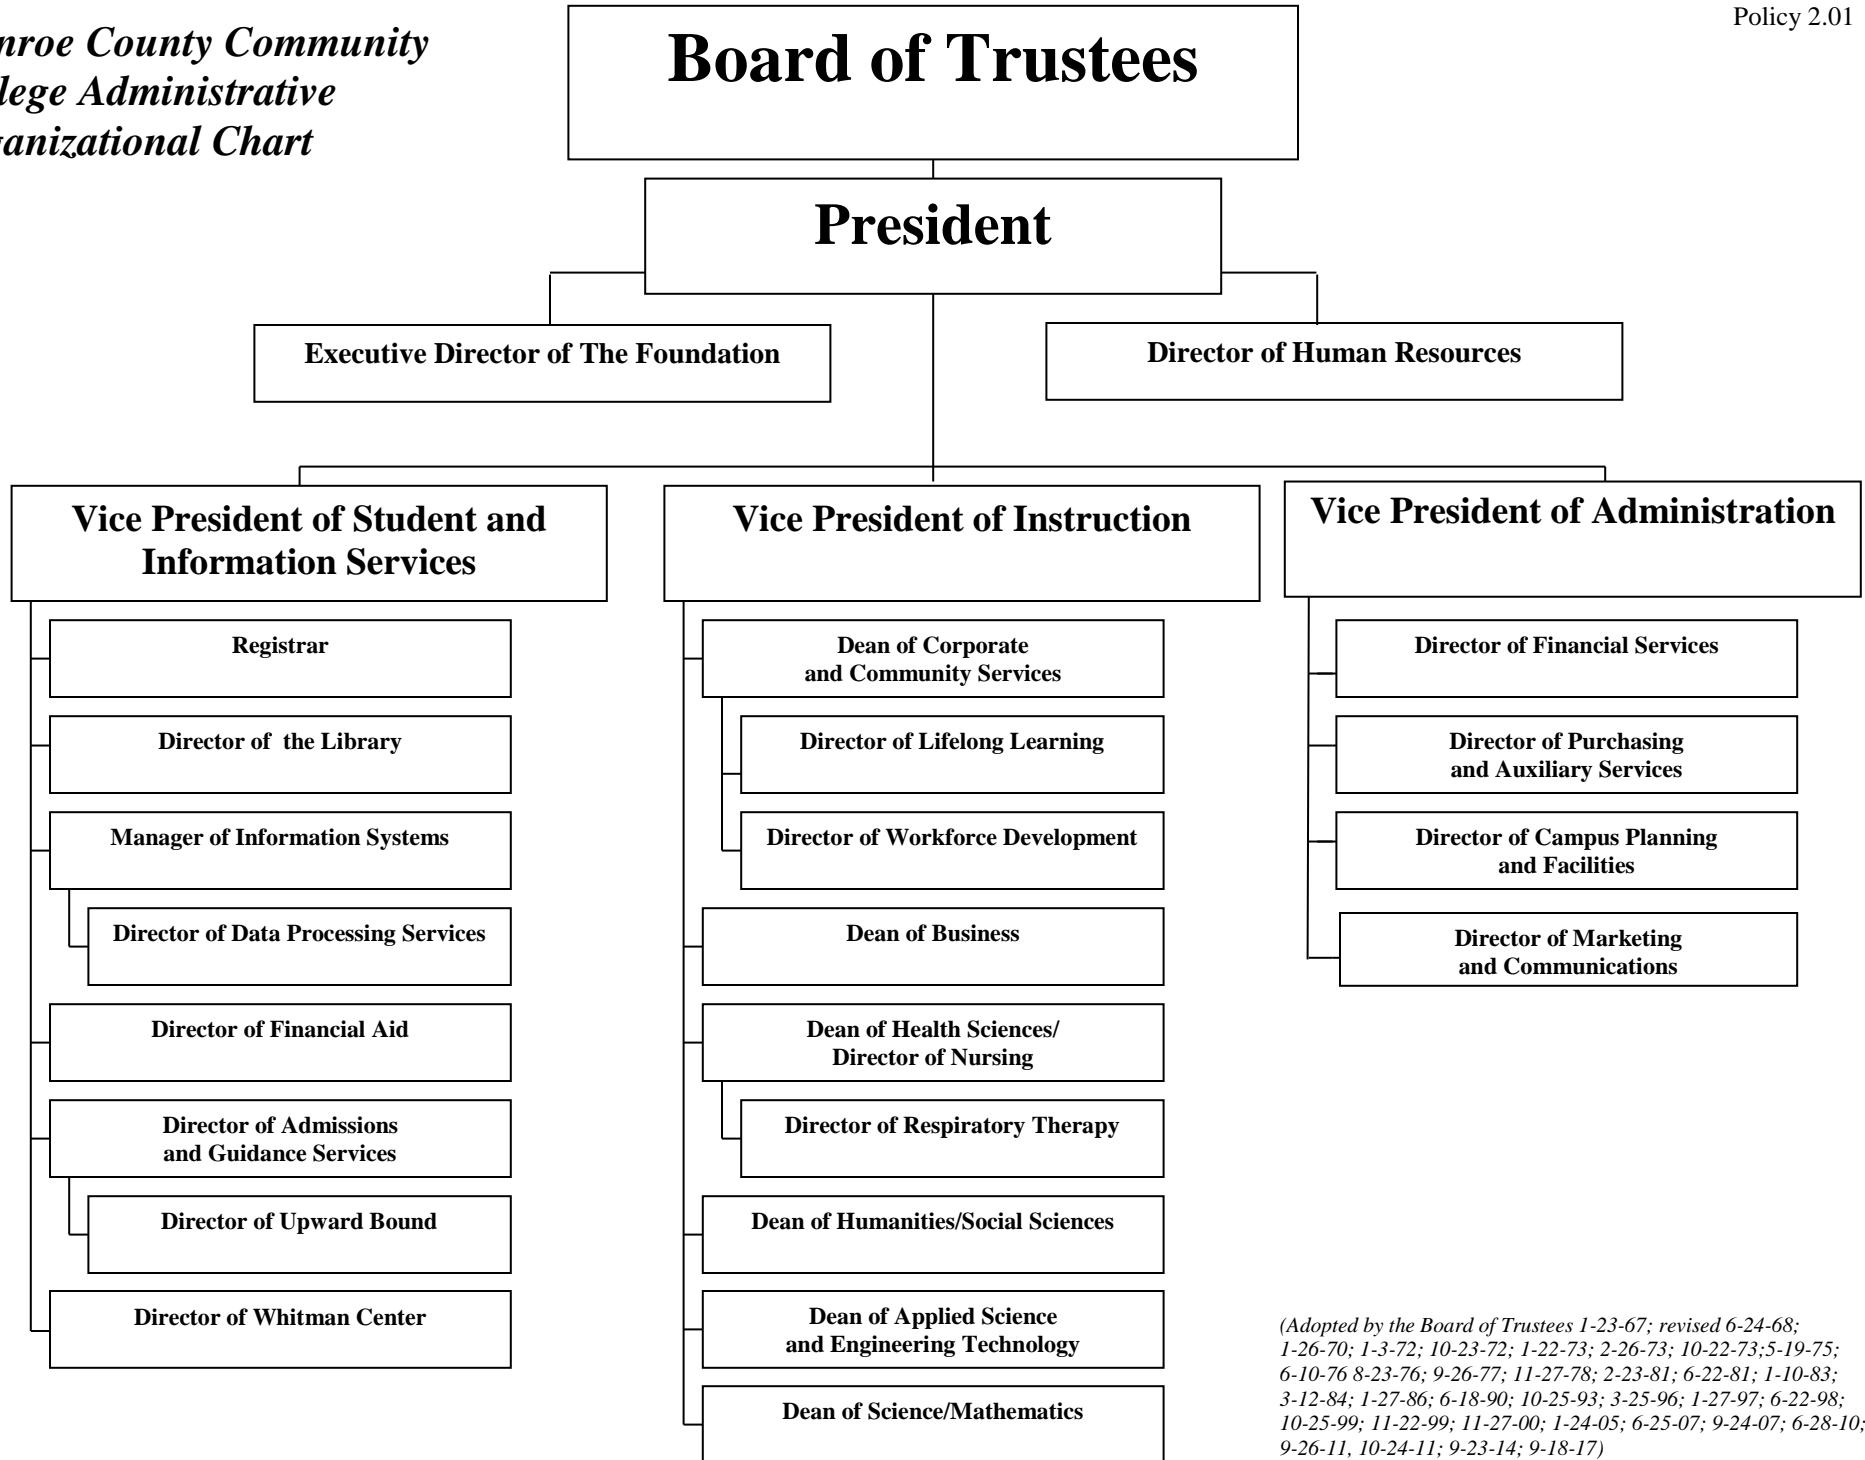 nroe County Community
lege Administrative
ganizational Chart
Policy 2.01
Board of Trustees
President
Executive Director of The Foundation
Director of Human Resources
Vice President of Student and
Information Services
Registrar
Director of the Library
Manager of Information Systems
Director of Data Processing Services
Director of Financial Aid
Director of Admissions
and Guidance Services
Director of Upward Bound
Director of Whitman Center
Vice President of Instruction
Dean of Corporate
and Community Services
Director of Lifelong Learning
Director of Workforce Development
Dean of Business
Dean of Health Sciences/
Director of Nursing
Director of Respiratory Therapy
Dean of Humanities/Social Sciences
Dean of Applied Science
and Engineering Technology
Dean of Science/Mathematics
Vice President of Administration
Director of Financial Services
Director of Purchasing
and Auxiliary Services
Director of Campus Planning
and Facilities
Director of Marketing
and Communications
(Adopted by the Board of Trustees 1-23-67; revised 6-24-68;
1-26-70; 1-3-72; 10-23-72; 1-22-73; 2-26-73; 10-22-73;5-19-75;
6-10-76 8-23-76; 9-26-77; 11-27-78; 2-23-81; 6-22-81; 1-10-83;
3-12-84; 1-27-86; 6-18-90; 10-25-93; 3-25-96; 1-27-97; 6-22-98;
10-25-99; 11-22-99; 11-27-00; 1-24-05; 6-25-07; 9-24-07; 6-28-10;
9-26-11, 10-24-11; 9-23-14; 9-18-17)